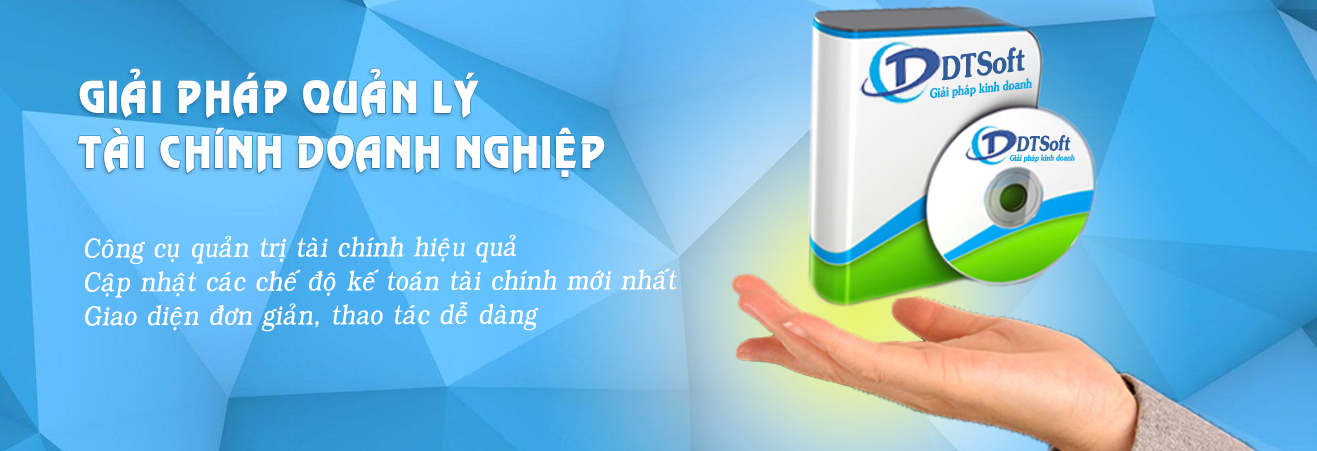 GIẢI PHÁP QUẢN LÝ
TÀI CHÍNH DOANH NGHIỆP
Công cụ quản trị tài chính hiệu quả
Cập nhật các chế độ kế toán tài chính mới nhất
Giao diện đơn giản, thao tác dễ dàng
DTSoft
Giải pháp kinh doanh
DTSoft
Giải pháp kinh doanh